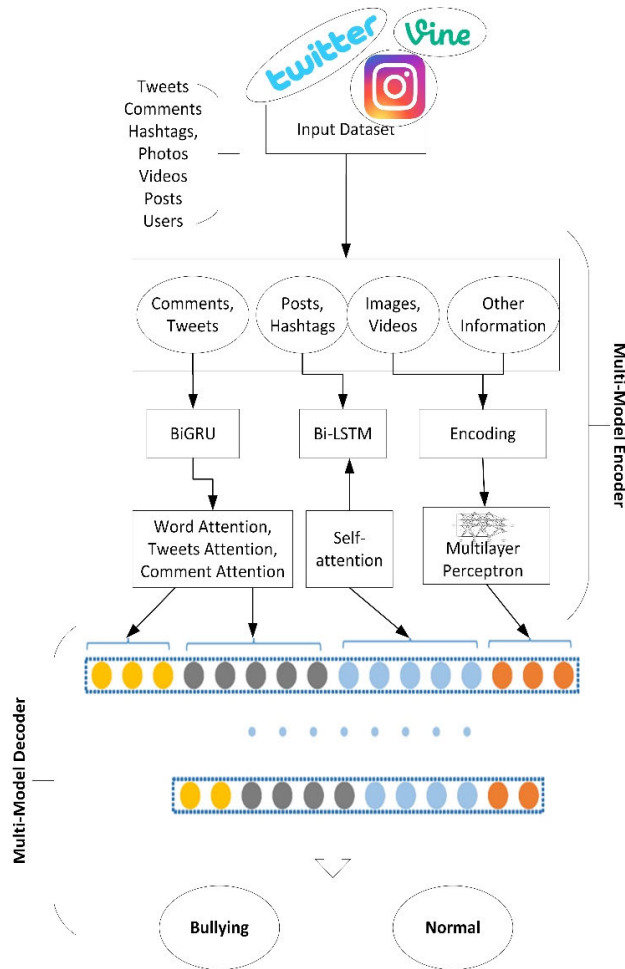 twitter
Vine
Tweets
Comments
Hashtags,
Photos
Videos
Posts
Users
Input Dataset
Comments,
Tweets
Posts,
Hashtags
Images,
Videos
Other
Information
BiGRU
Bi-LSTM
Encoding
Word Attention,
Tweets Attention,
Comment Attention
Self-
attention
Multilayer
Perceptron
Multi-Model Encoder
Multi-Model Decoder
Bullying
Normal